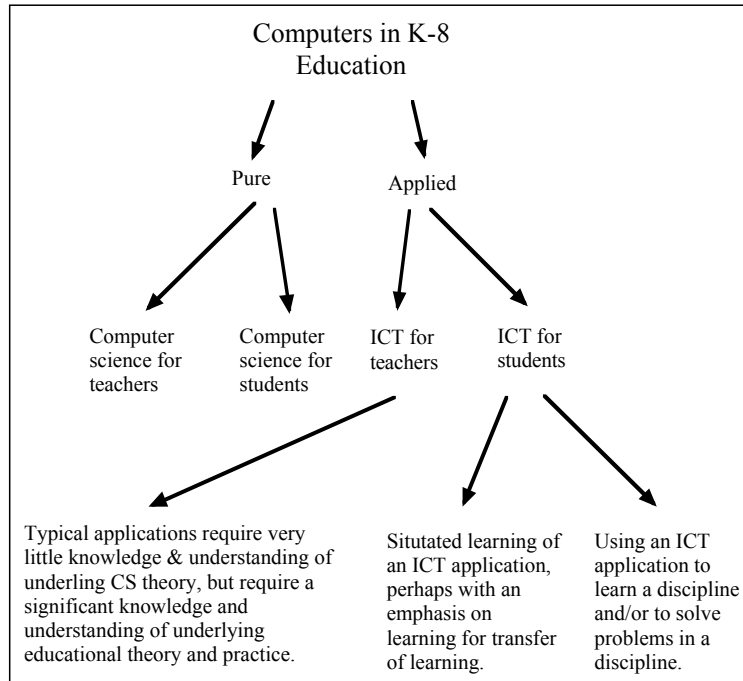 Computers in K-8
Education
Pure
Applied
Computer
science for
teachers
Computer
science for
students
ICT for
teachers
ICT for
students
Typical applications require very
little knowledge & understanding of
underling CS theory, but require a
significant knowledge and
understanding of underlying
educational theory and practice.
Situtated learning of
an ICT application,
perhaps with an
emphasis on
learning for transfer
of learning.
Using an ICT
application to
learn a discipline
and/or to solve
problems in a
discipline.